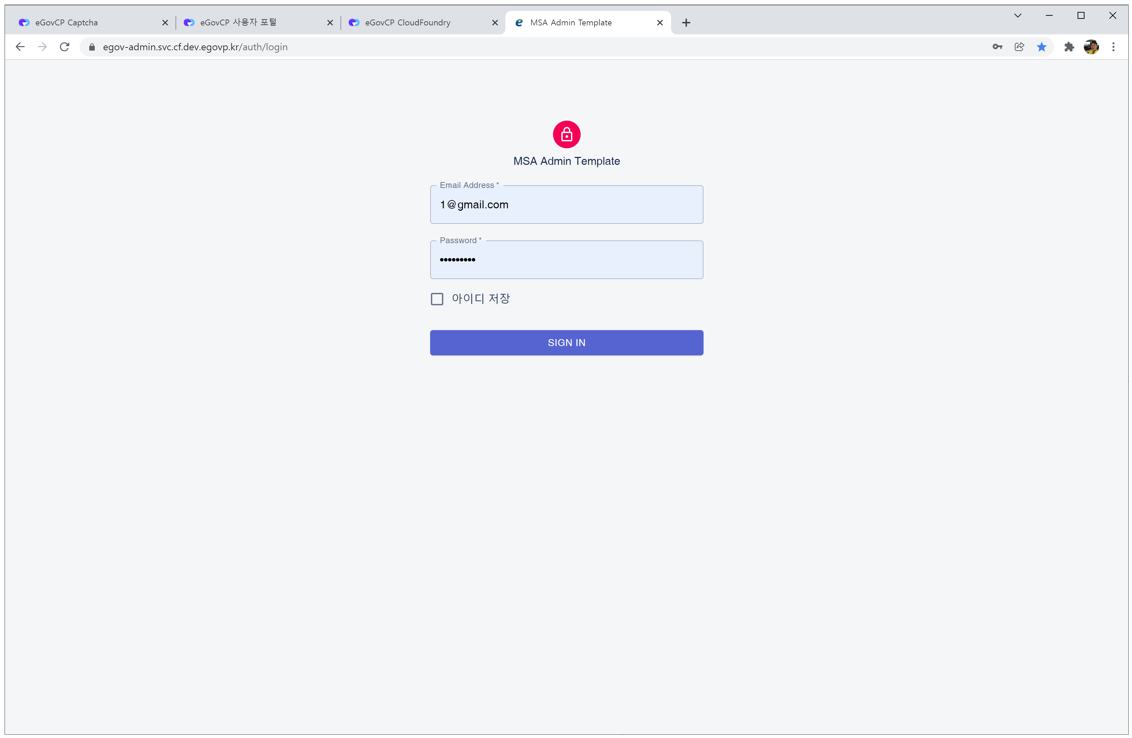 eGovCP Captcha
eGovCP 사용자 포털
eGovCP CloudFoundry
MSA Admin Template
egov-admin.svc.cf.dev.egovp.kr/auth/login
MSA Admin Template
Email Address *
1@gmail.com
Password *
•••••••••
아이디 저장
SIGN IN